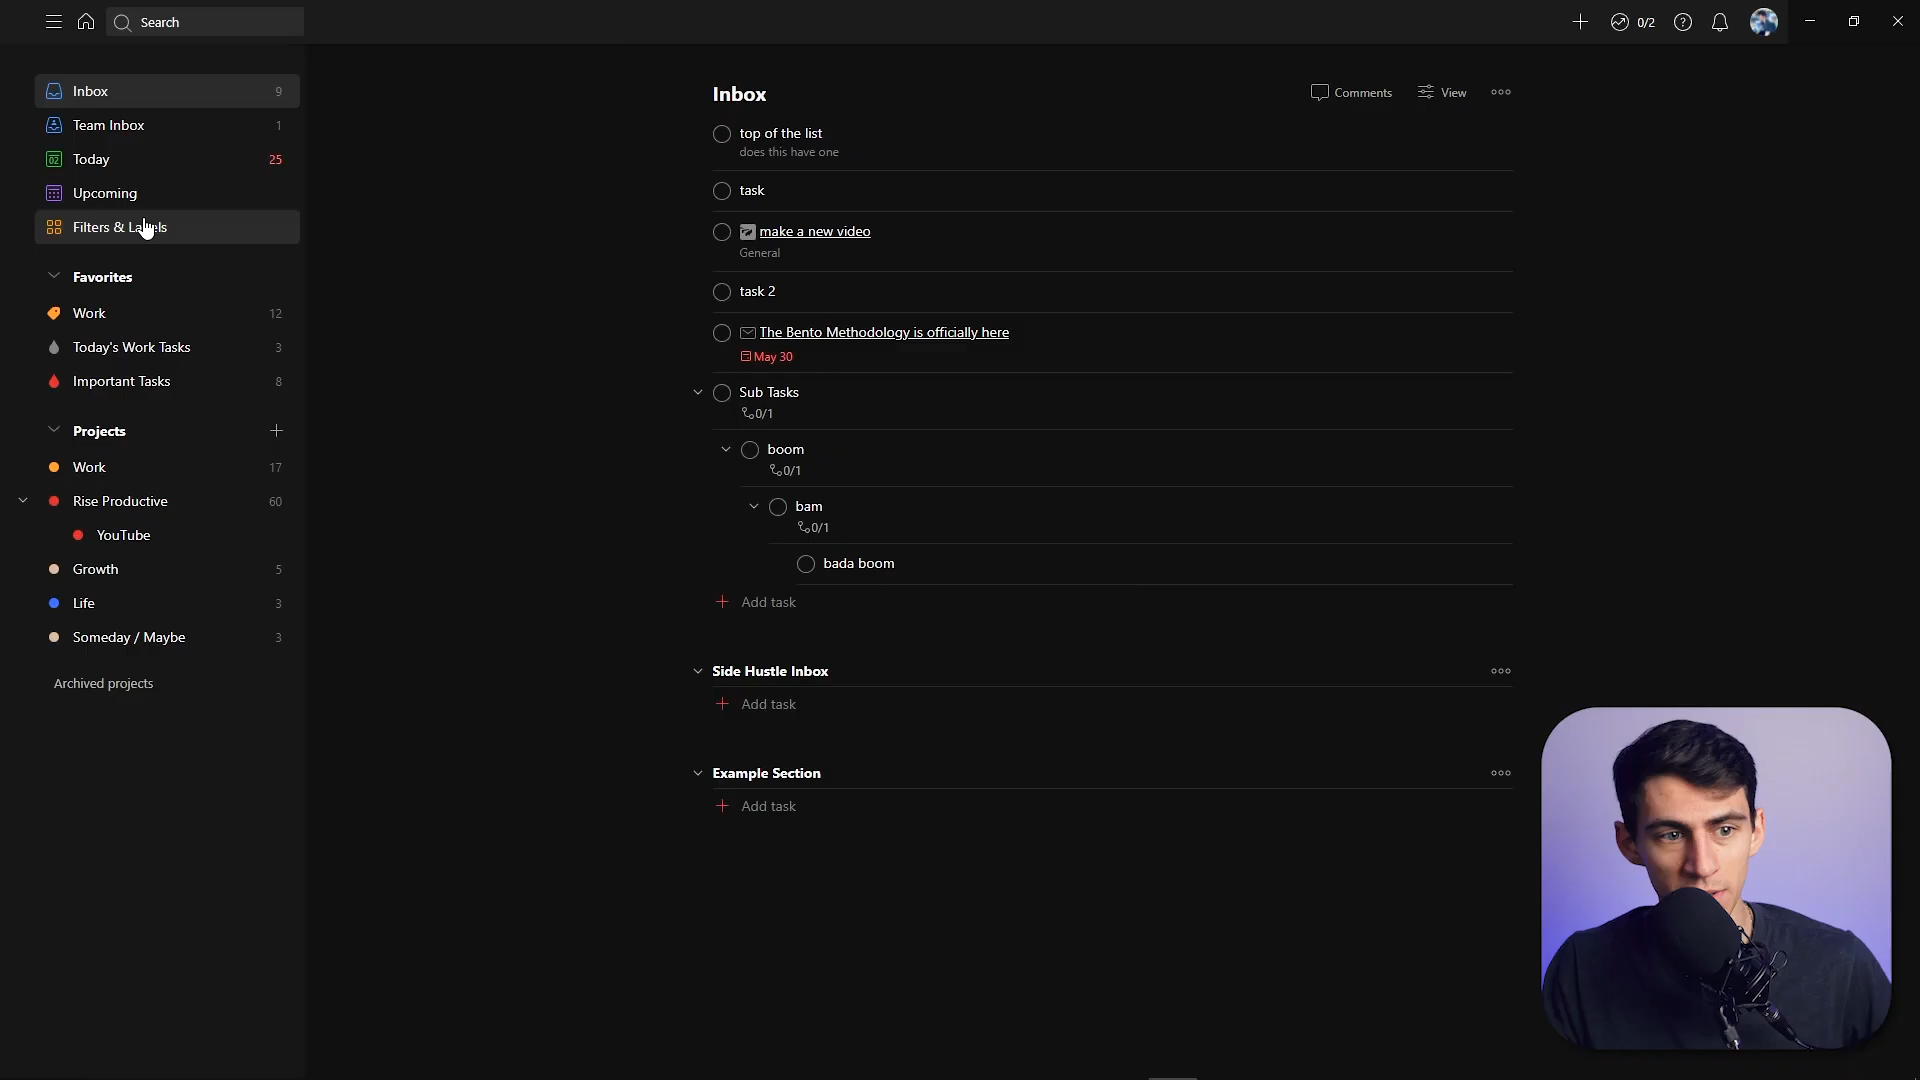 Search
0/2
Inbox 9
Team Inbox 1
02 Today 25
Upcoming
Filters & Labels
Favorites
Work 12
Today's Work Tasks 3
Important Tasks 8
Projects
Work 17
Rise Productive 60
YouTube
Growth 5
Life 3
Someday / Maybe 3
Archived projects
Inbox
Comments
View
top of the list
does this have one
task
make a new video
General
task 2
The Bento Methodology is officially here
May 30
Sub Tasks
0/1
boom
0/1
bam
0/1
bada boom
Add task
Side Hustle Inbox
Add task
Example Section
Add task